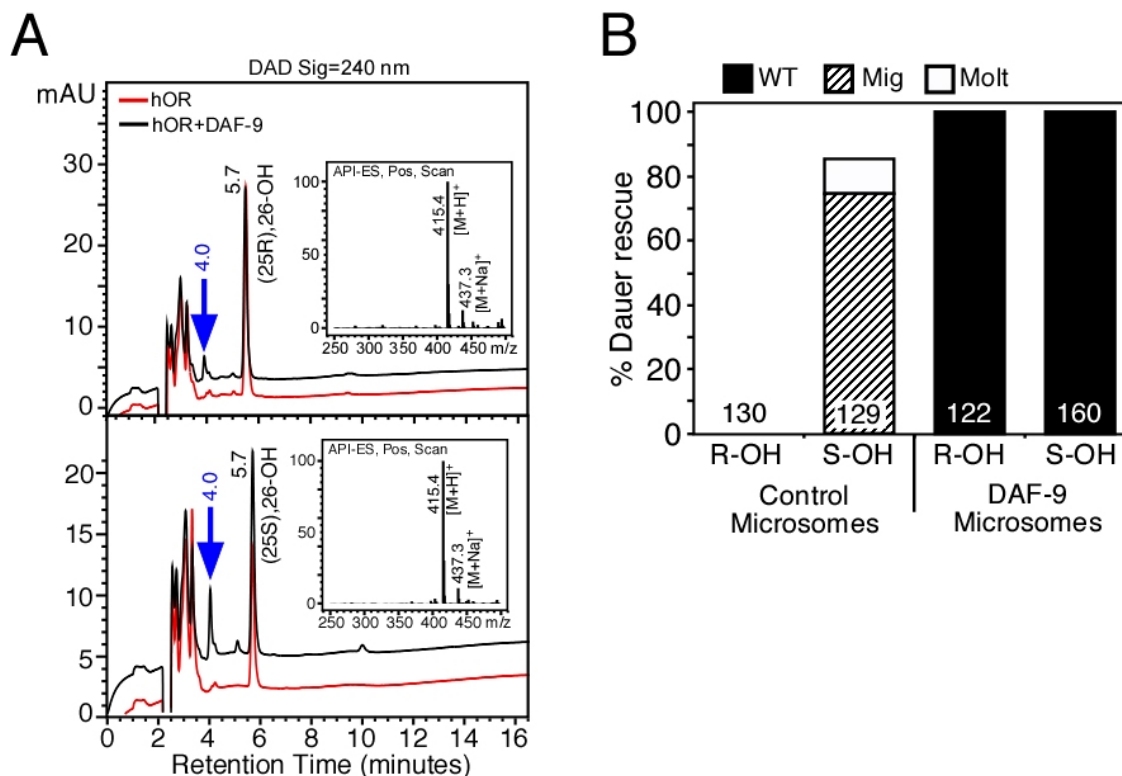 A
DAD Sig=240 nm
mAU
hOR
hOR+DAF-9
30
20
10
0
4.0
5.7
(25R),26-OH
API-ES, Pos, Scan
100
50
0
415.4
[M+H]+
437.3
[M+Na]+
250 300 350 400 450 m/z
20
15
10
5
0
4.0
5.7
(25S),26-OH
API-ES, Pos, Scan
100
50
0
415.4
[M+H]+
437.3
[M+Na]+
250 300 350 400 450 m/z
0 2 4 6 8 10 12 14 16
Retention Time (minutes)
B
WT Mig Molt
% Dauer rescue
100
80
60
40
20
0
130 129 122 160
R-OH S-OH R-OH S-OH
Control
Microsomes
DAF-9
Microsomes